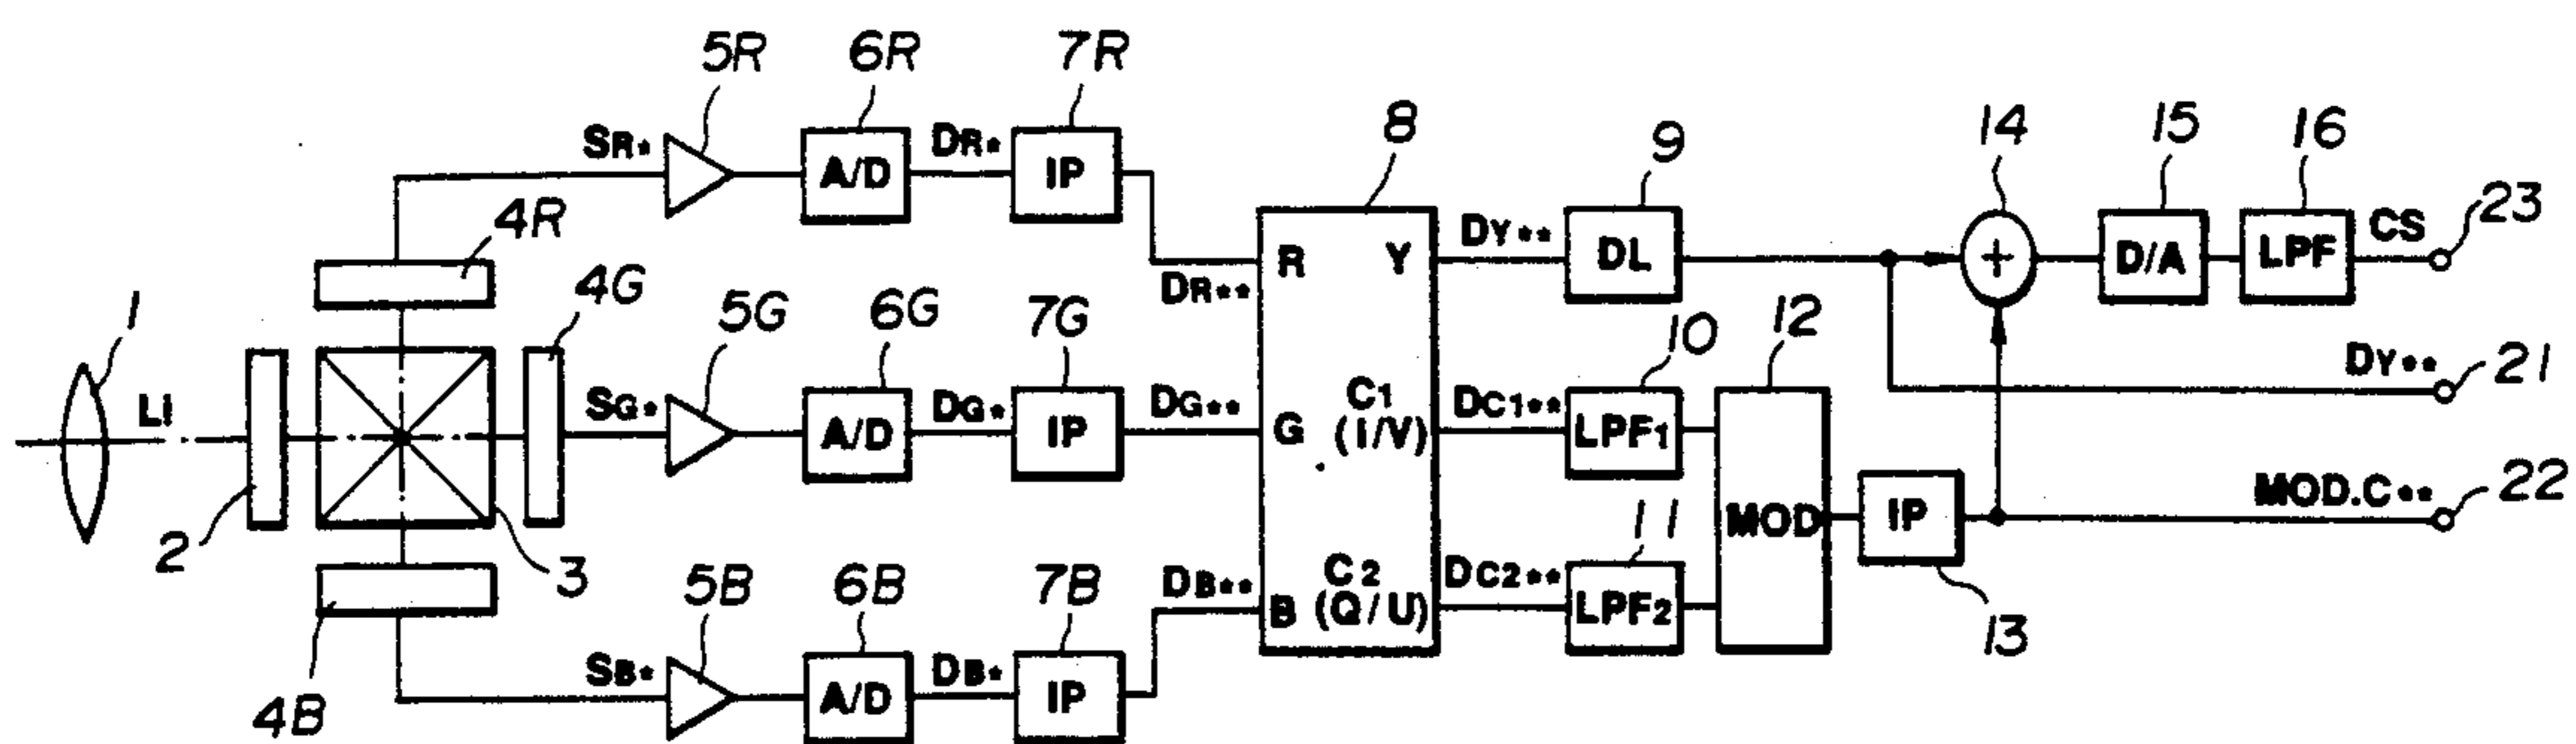 5R 6R 7R
SR* A/D DR* IP
8 9 14 15 16
4R R Y DY** DL + D/A LPF CS 23
DR**
1 4G 5G 6G 7G 10 12
LI SG* A/D DG* IP DG** G C1 (I/V) DC1** LPF1 DY** 21
2 3 11 MOD IP MOD.C** 22
4B 5B 6B 7B DB** B C2 (Q/U) DC2** LPF2 13
SB* A/D DB* IP